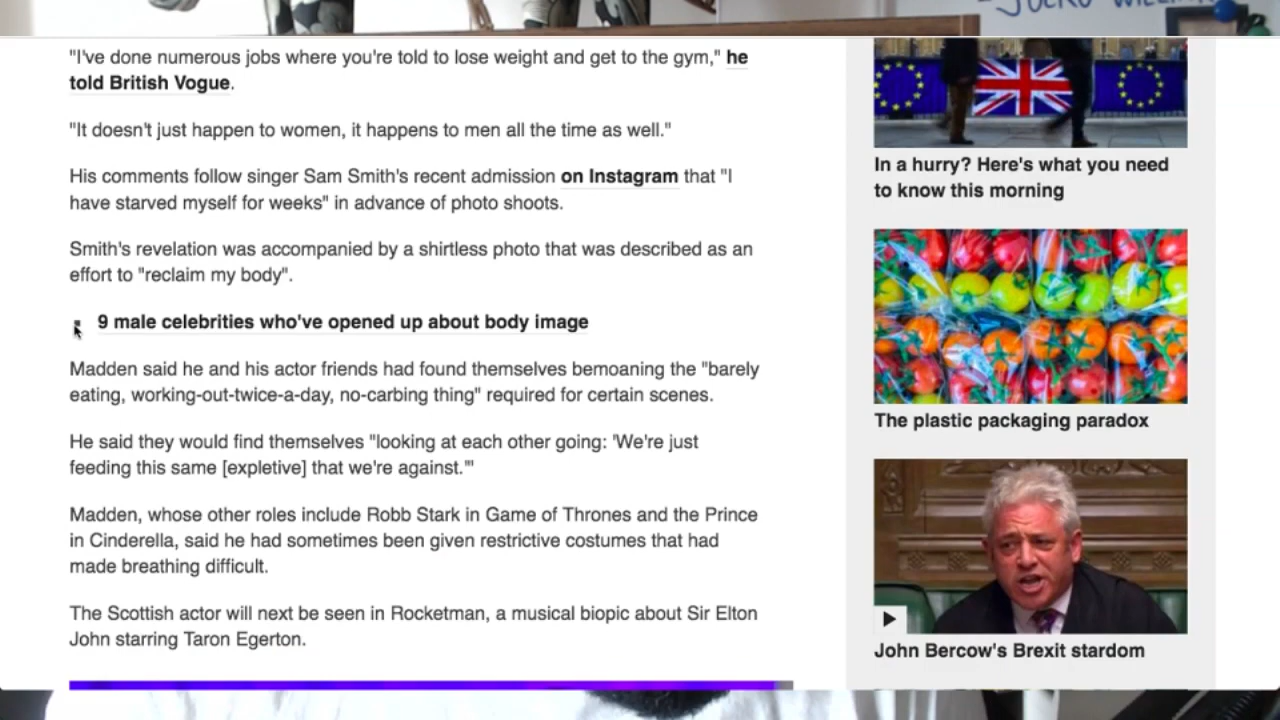 "I've done numerous jobs where you're told to lose weight and get to the gym," he
told British Vogue.
"It doesn't just happen to women, it happens to men all the time as well."
His comments follow singer Sam Smith's recent admission on Instagram that "I
have starved myself for weeks" in advance of photo shoots.
Smith's revelation was accompanied by a shirtless photo that was described as an
effort to "reclaim my body".
9 male celebrities who've opened up about body image
Madden said he and his actor friends had found themselves bemoaning the "barely
eating, working-out-twice-a-day, no-carbing thing" required for certain scenes.
He said they would find themselves "looking at each other going: 'We're just
feeding this same [expletive] that we're against.'"
Madden, whose other roles include Robb Stark in Game of Thrones and the Prince
in Cinderella, said he had sometimes been given restrictive costumes that had
made breathing difficult.
The Scottish actor will next be seen in Rocketman, a musical biopic about Sir Elton
John starring Taron Egerton.
In a hurry? Here's what you need
to know this morning
The plastic packaging paradox
John Bercow's Brexit stardom